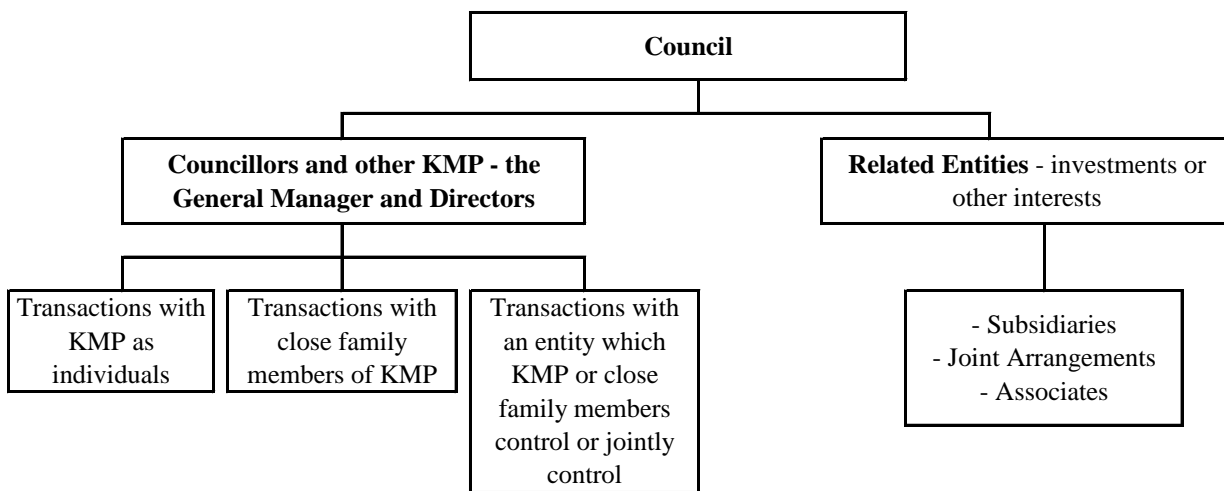 Council
Councillors and other KMP - the
General Manager and Directors
Related Entities - investments or
other interests
Transactions with
KMP as
individuals
Transactions with
close family
members of KMP
Transactions with
an entity which
KMP or close
family members
control or jointly
control
- Subsidiaries
- Joint Arrangements
- Associates